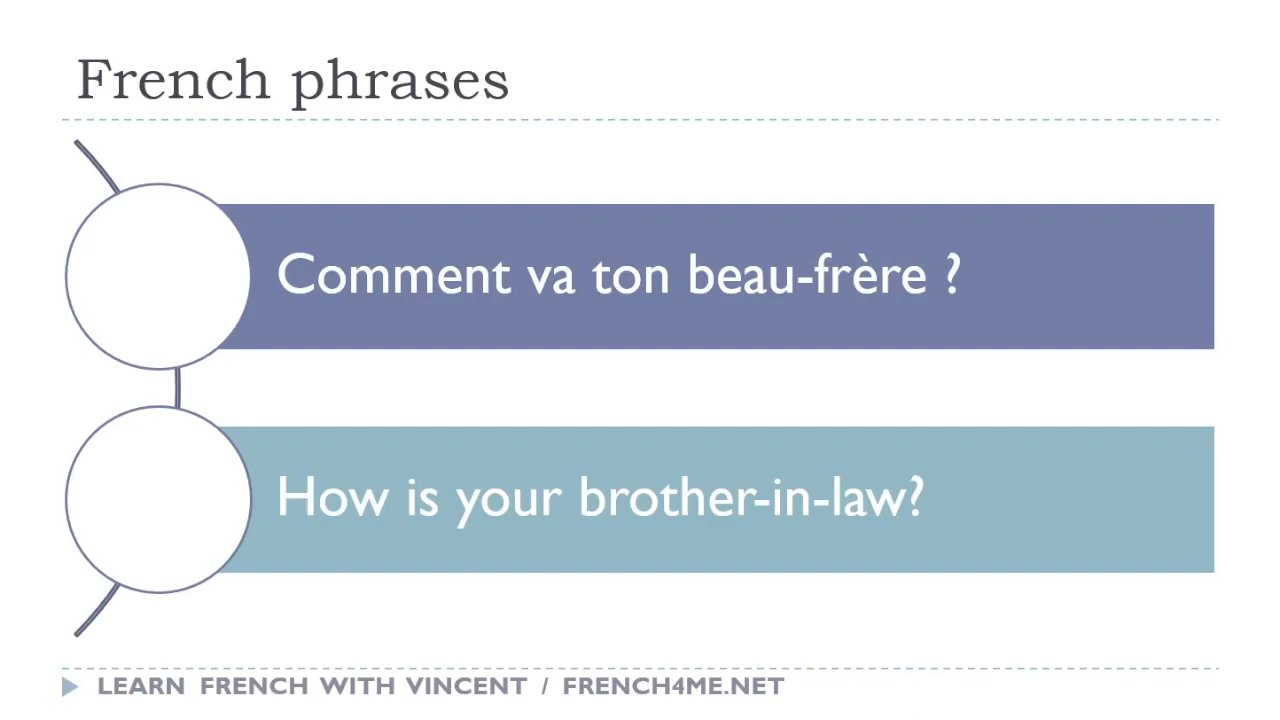 French phrases
Comment va ton beau-frère ?
How is your brother-in-law?
LEARN FRENCH WITH VINCENT / FRENCH4ME.NET